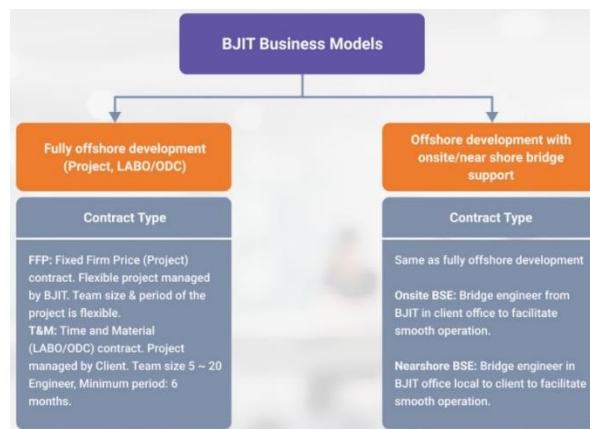 BJIT Business Models
Fully offshore development
(Project, LABO/ODC)
Contract Type
FFP: Fixed Firm Price (Project)
contract. Flexible project managed
by BJIT. Team size & period of the
project is flexible.
T&M: Time and Material
(LABO/ODC) contract. Project
managed by Client. Team size 5 ~ 20
Engineer, Minimum period: 6
months.
Offshore development with
onsite/near shore bridge
support
Contract Type
Same as fully offshore development
Onsite BSE: Bridge engineer from
BJIT in client office to facilitate
smooth operation.
Nearshore BSE: Bridge engineer in
BJIT office local to client to facilitate
smooth operation.